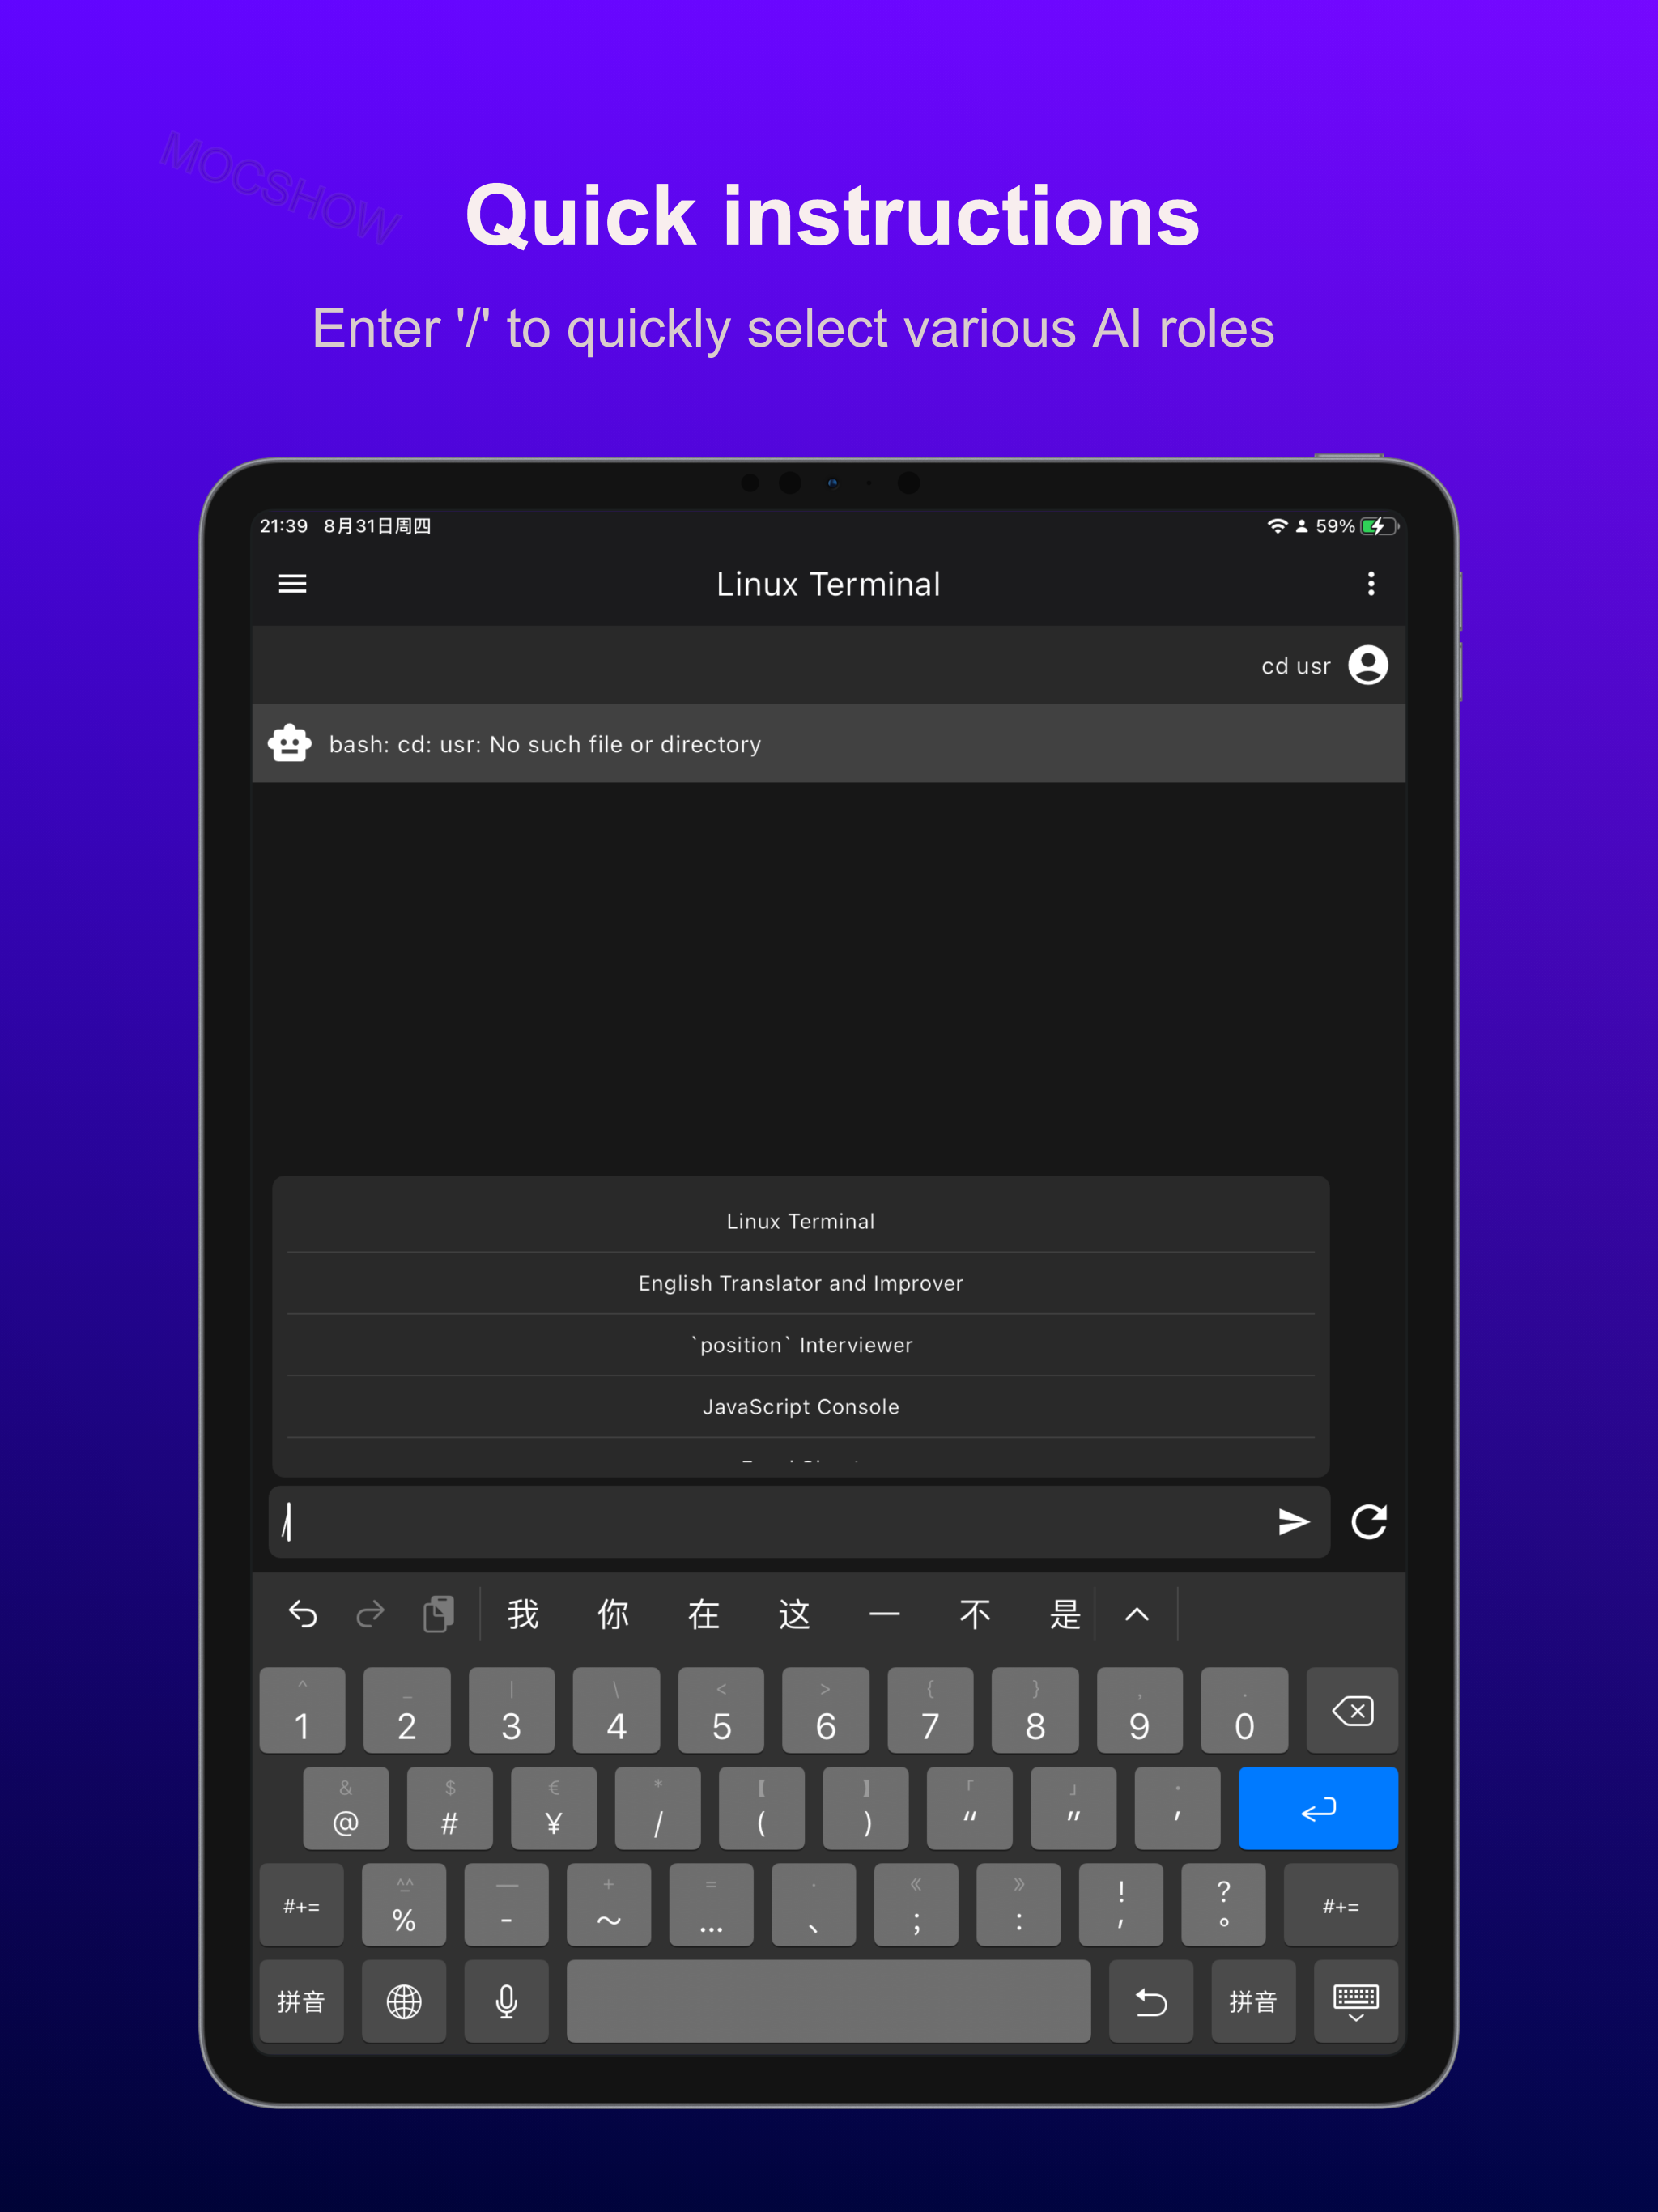 MOCSHOW
Quick instructions
Enter '/' to quickly select various AI roles
21:39 8月31日周四 59%
Linux Terminal
cd usr
bash: cd: usr: No such file or directory
Linux Terminal
English Translator and Improver
`position` Interviewer
JavaScript Console
/
我 你 在 这 一 不 是
^ _ | \ < > { } , .
1 2 3 4 5 6 7 8 9 0
& $ € * 【 】 「 」 ·
@ # ¥ / ( ) “ ” ’
^^ — + = · 《 》 ! ?
#+= % - ～ … 、 ; : , 。 #+=
拼音 拼音